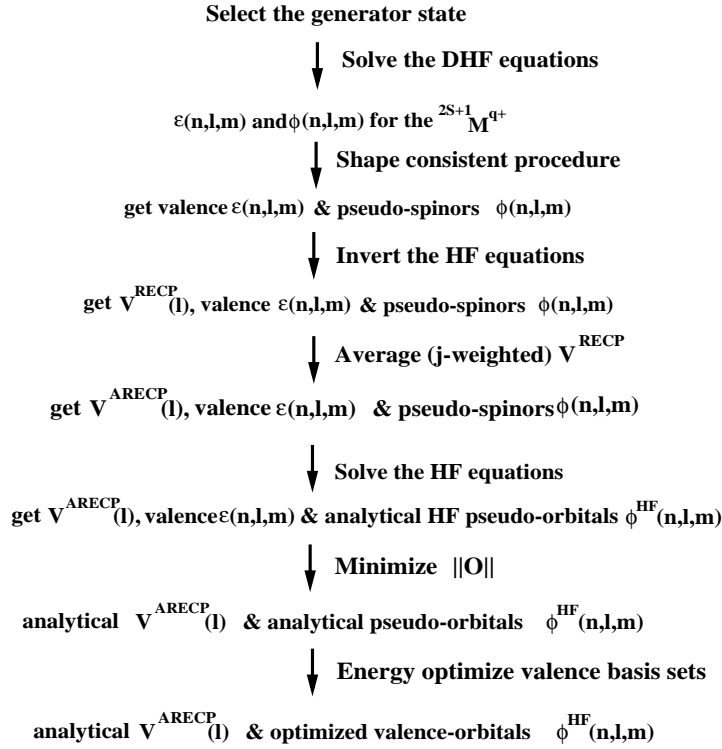 Select the generator state
Solve the DHF equations
ε(n,l,m) and ϕ(n,l,m) for the ²ˢ⁺¹M^q+
Shape consistent procedure
get valence ε(n,l,m) & pseudo-spinors ϕ(n,l,m)
Invert the HF equations
get V^RECP(l), valence ε(n,l,m) & pseudo-spinors ϕ(n,l,m)
Average (j-weighted) V^RECP
get V^ARECP(l), valence ε(n,l,m) & pseudo-spinors ϕ(n,l,m)
Solve the HF equations
get V^ARECP(l), valence ε(n,l,m) & analytical HF pseudo-orbitals ϕ^HF(n,l,m)
Minimize ||O||
analytical V^ARECP(l) & analytical pseudo-orbitals ϕ^HF(n,l,m)
Energy optimize valence basis sets
analytical V^ARECP(l) & optimized valence-orbitals ϕ^HF(n,l,m)